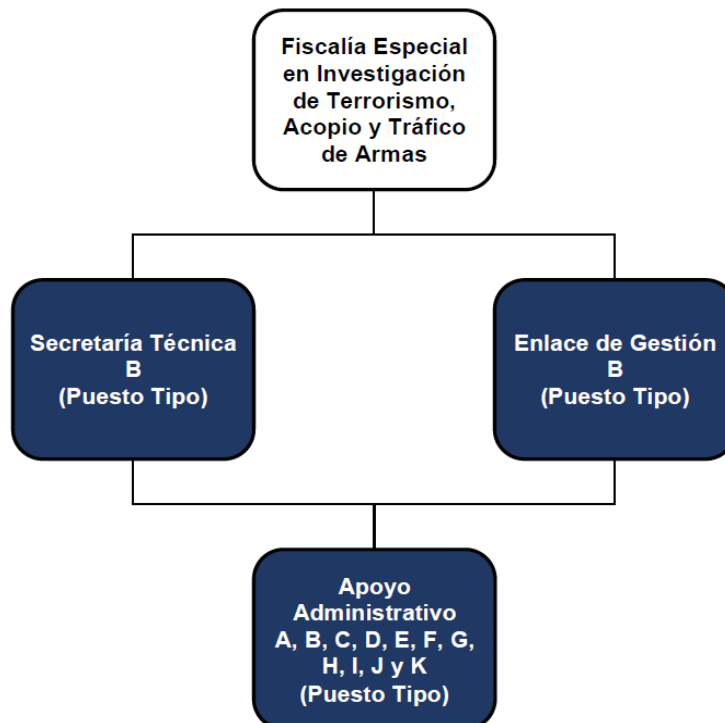 Fiscalía Especial
en Investigación
de Terrorismo,
Acopio y Tráfico
de Armas
Secretaría Técnica
B
(Puesto Tipo)
Enlace de Gestión
B
(Puesto Tipo)
Apoyo
Administrativo
A, B, C, D, E, F, G,
H, I, J y K
(Puesto Tipo)